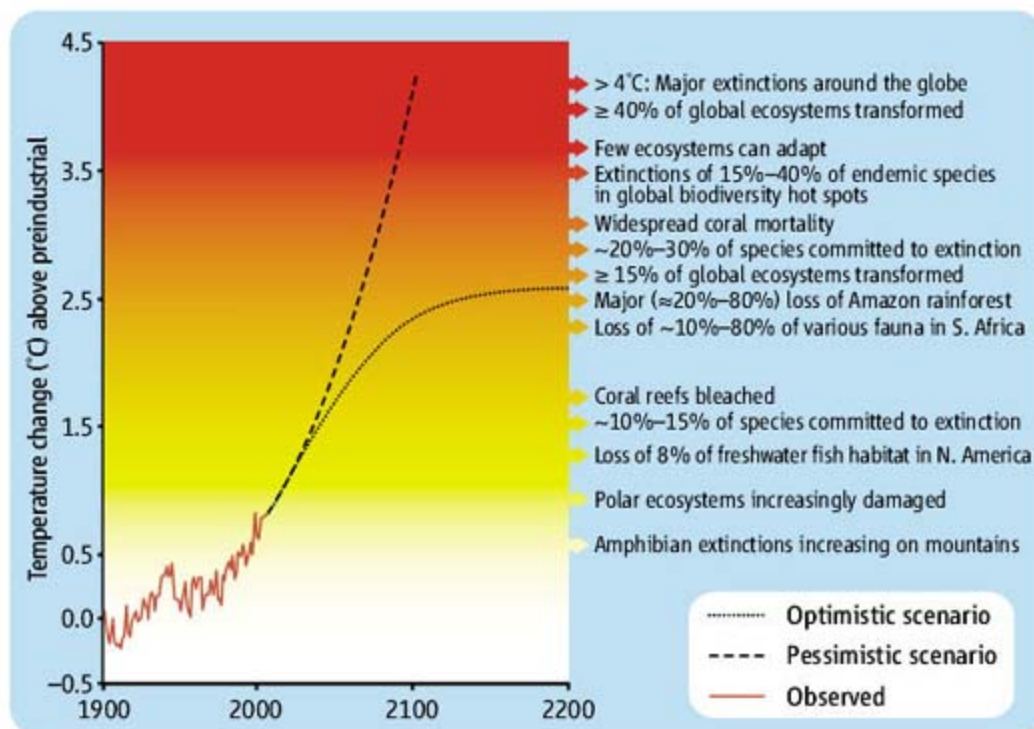 Temperature change (°C) above preindustrial
4.5
3.5
2.5
1.5
0.5
0.0
–0.5
1900
2000
2100
2200
> 4°C: Major extinctions around the globe
≥ 40% of global ecosystems transformed
Few ecosystems can adapt
Extinctions of 15%–40% of endemic species
in global biodiversity hot spots
Widespread coral mortality
~20%–30% of species committed to extinction
≥ 15% of global ecosystems transformed
Major (≈20%–80%) loss of Amazon rainforest
Loss of ~10%–80% of various fauna in S. Africa
Coral reefs bleached
~10%–15% of species committed to extinction
Loss of 8% of freshwater fish habitat in N. America
Polar ecosystems increasingly damaged
Amphibian extinctions increasing on mountains
Optimistic scenario
Pessimistic scenario
Observed